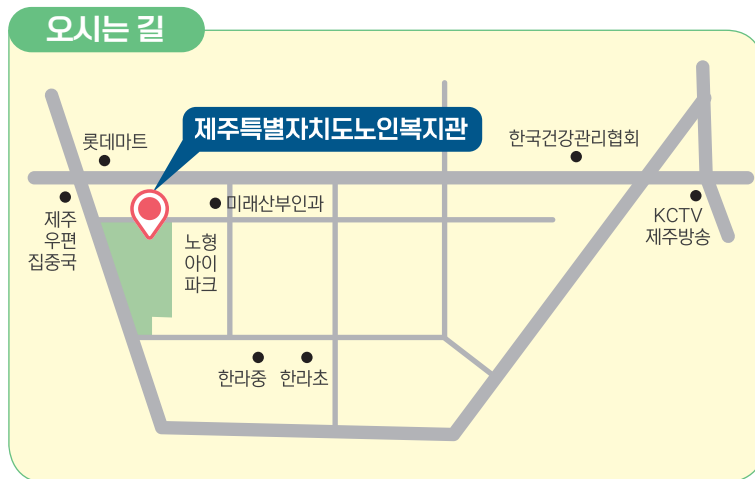 오시는 길
제주특별자치도노인복지관
롯데마트
한국건강관리협회
제주
우편
집중국
미래산부인과
KCTV
제주방송
노형
아이
파크
한라중
한라초